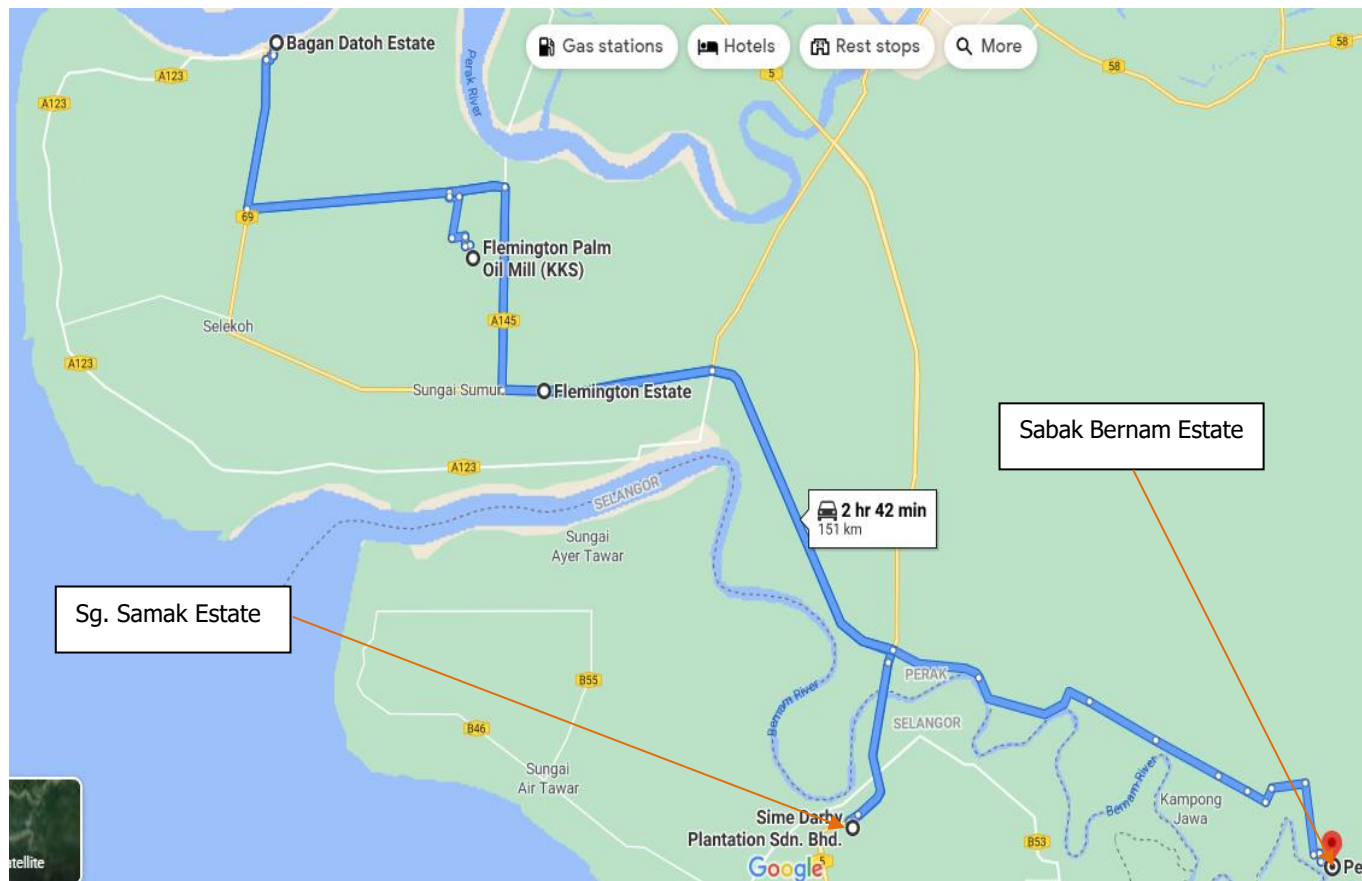 Bagan Datoh Estate
Gas stations
Hotels
Rest stops
More
58
5
58
A123
A123
Perak River
69
Flemington Palm
Oil Mill (KKS)
Selekoh
A145
A123
Sungai Sumur
Flemington Estate
Sabak Bernam Estate
A123
SELANGOR
2 hr 42 min
151 km
Sungai
Ayer Tawar
Sg. Samak Estate
B55
PERAK
Bernam River
SELANGOR
B46
Sungai
Air Tawar
Bernam River
Kampong
Jawa
Sime Darby
Plantation Sdn. Bhd.
B53
5
Google
Pe
atellite